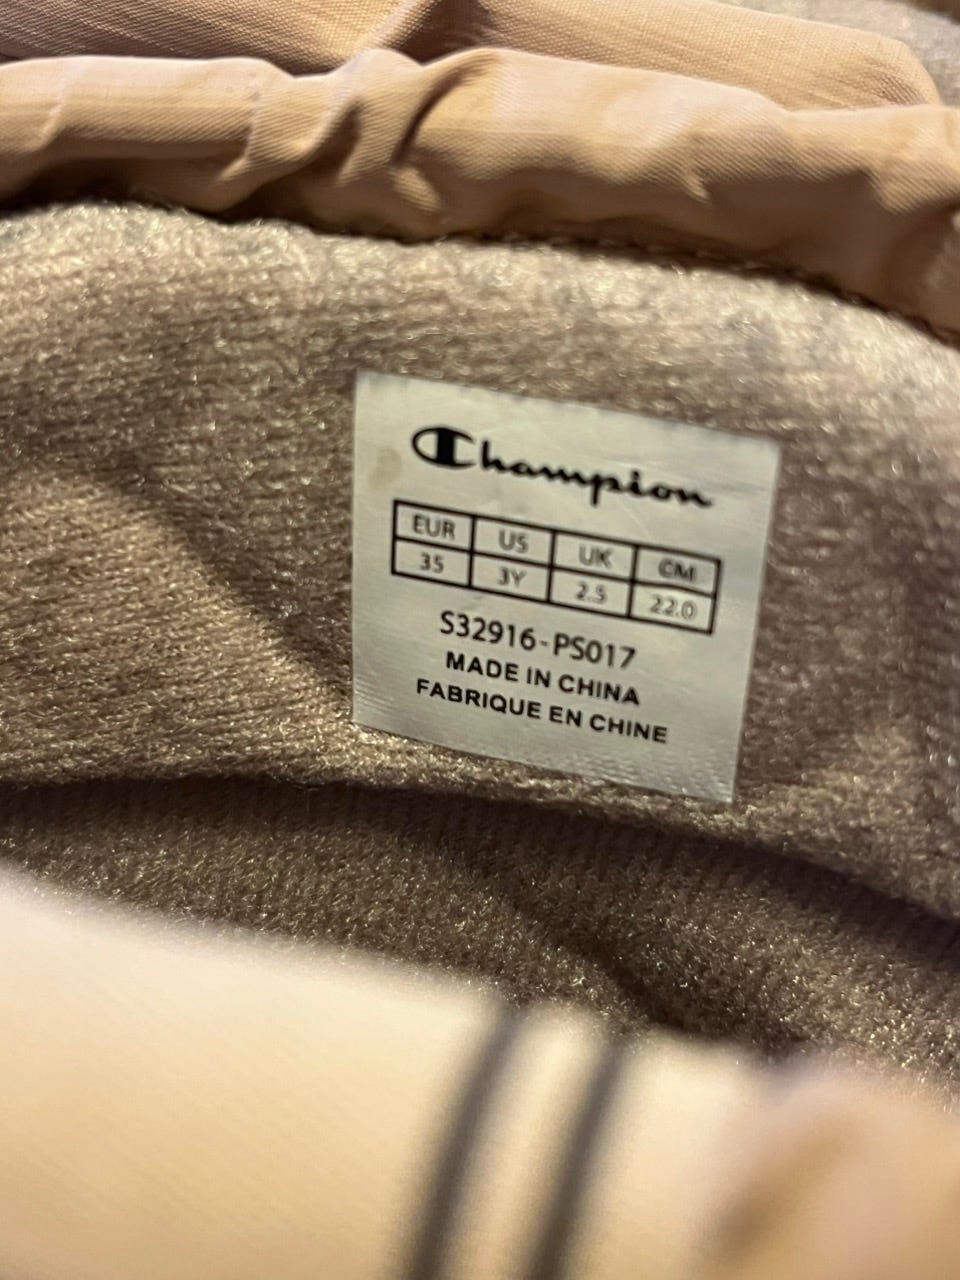 Champion
EUR US UK CM
35 3Y 2.5 22.0
S32916-PS017
MADE IN CHINA
FABRIQUE EN CHINE